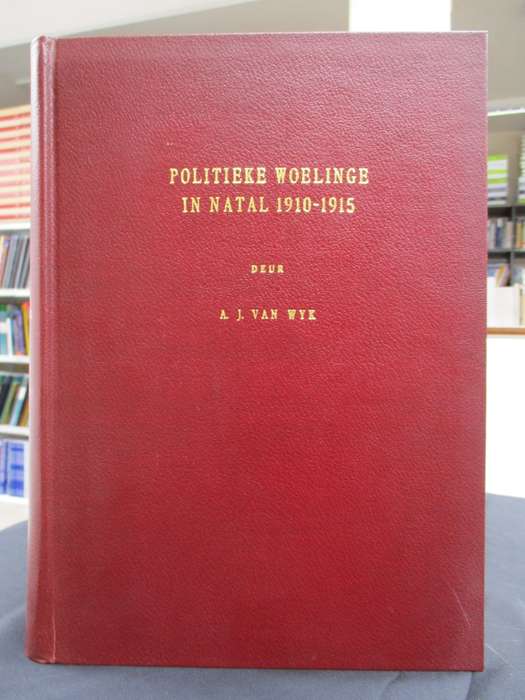 POLITIEKE WOELINGE
IN NATAL 1910-1915
DEUR
A. J. VAN WYK